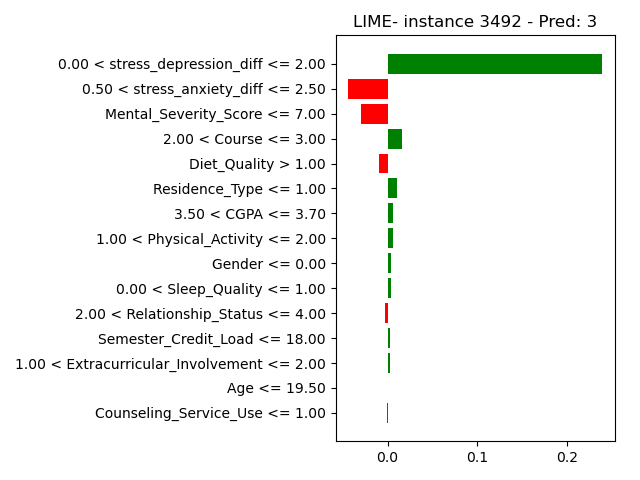 LIME- instance 3492 - Pred: 3
0.00 < stress_depression_diff <= 2.00
0.50 < stress_anxiety_diff <= 2.50
Mental_Severity_Score <= 7.00
2.00 < Course <= 3.00
Diet_Quality > 1.00
Residence_Type <= 1.00
3.50 < CGPA <= 3.70
1.00 < Physical_Activity <= 2.00
Gender <= 0.00
0.00 < Sleep_Quality <= 1.00
2.00 < Relationship_Status <= 4.00
Semester_Credit_Load <= 18.00
1.00 < Extracurricular_Involvement <= 2.00
Age <= 19.50
Counseling_Service_Use <= 1.00
0.0 0.1 0.2